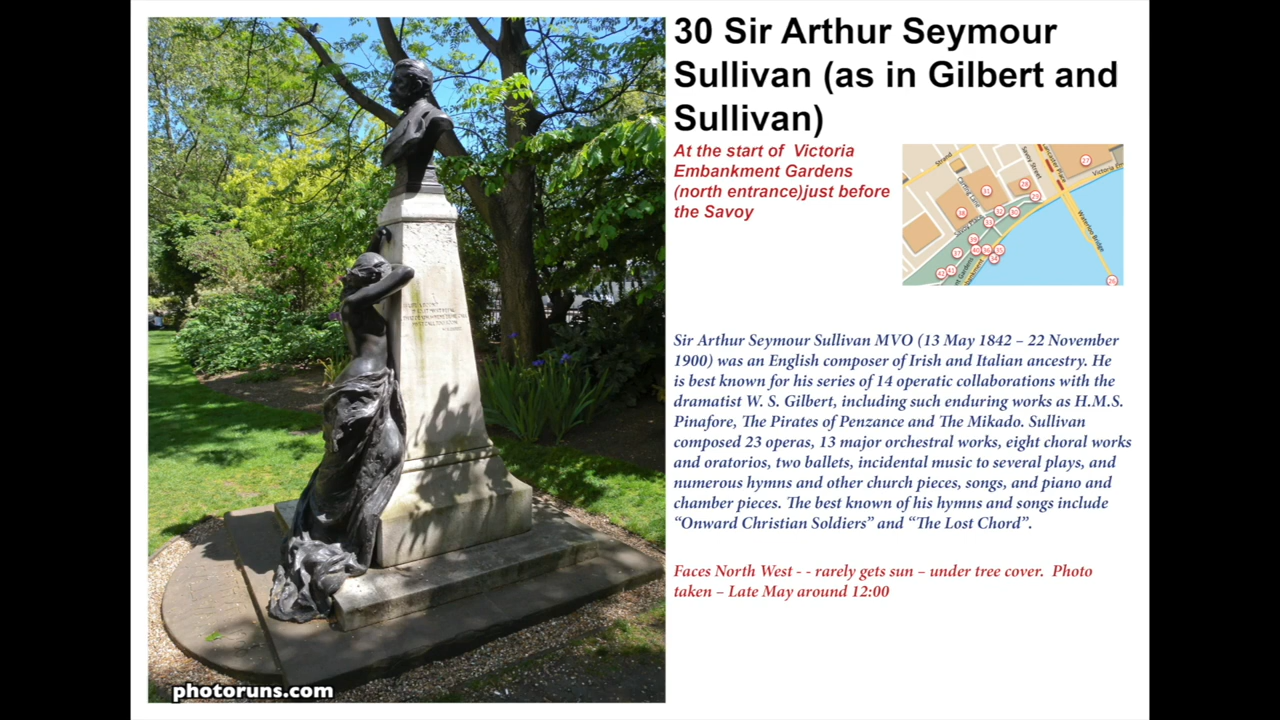 30 Sir Arthur Seymour
Sullivan (as in Gilbert and
Sullivan)
At the start of  Victoria
Embankment Gardens
(north entrance)just before
the Savoy
Strand
Savoy Street
Waterloo Bridge
Sir Arthur Seymour Sullivan MVO (13 May 1842 – 22 November
1900) was an English composer of Irish and Italian ancestry. He
is best known for his series of 14 operatic collaborations with the
dramatist W. S. Gilbert, including such enduring works as H.M.S.
Pinafore, The Pirates of Penzance and The Mikado. Sullivan
composed 23 operas, 13 major orchestral works, eight choral works
and oratorios, two ballets, incidental music to several plays, and
numerous hymns and other church pieces, songs, and piano and
chamber pieces. The best known of his hymns and songs include
“Onward Christian Soldiers” and “The Lost Chord”.
Faces North West - - rarely gets sun – under tree cover.  Photo
taken – Late May around 12:00
photoruns.com